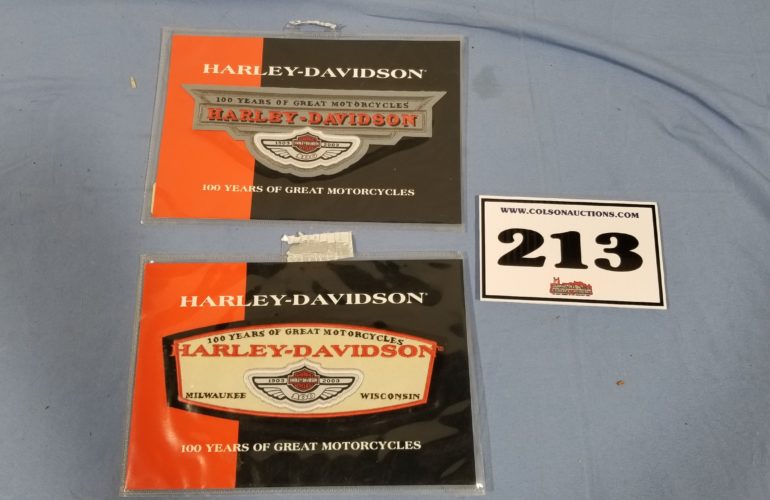 HARLEY-DAVIDSON
100 YEARS OF GREAT MOTORCYCLES
HARLEY-DAVIDSON
1903 2003
100 YEARS OF GREAT MOTORCYCLES
WWW.COLSONAUCTIONS.COM
213
HARLEY-DAVIDSON
100 YEARS OF GREAT MOTORCYCLES
HARLEY-DAVIDSON
1903 2003
MILWAUKEE WISCONSIN
100 YEARS OF GREAT MOTORCYCLES